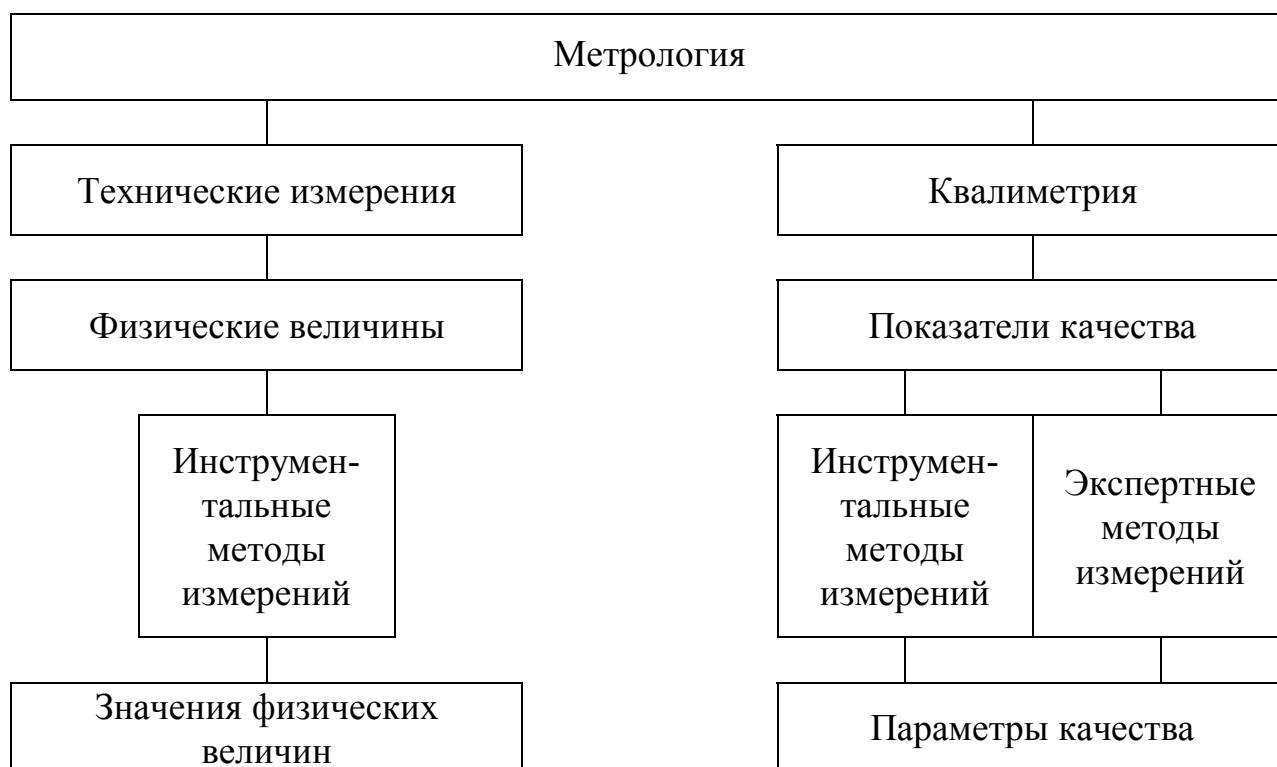 Метрология
Технические измерения
Квалиметрия
Физические величины
Показатели качества
Инструмен-
тальные
методы
измерений
Инструмен-
тальные
методы
измерений
Экспертные
методы
измерений
Значения физических
величин
Параметры качества